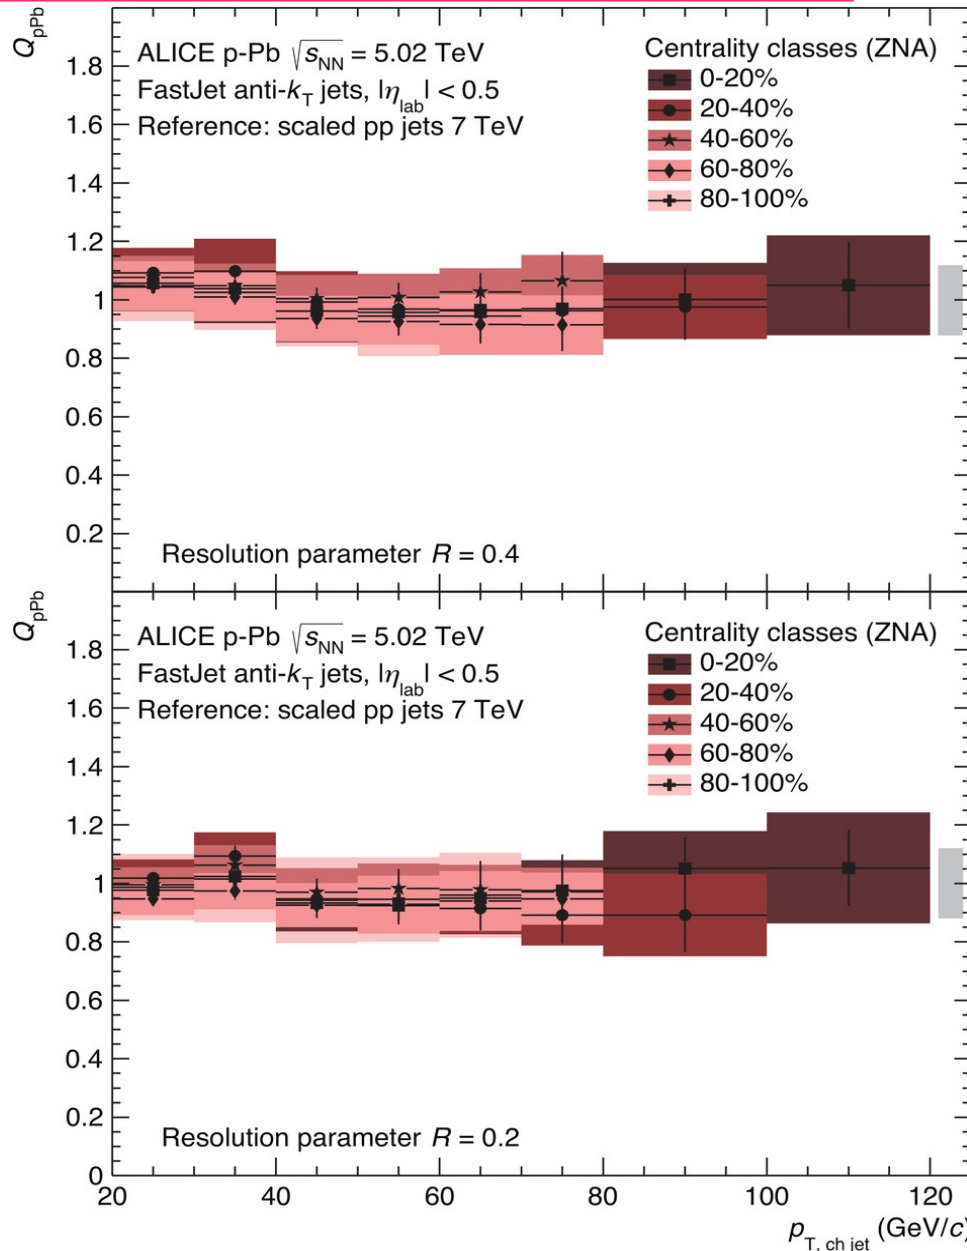 Q_pPb
ALICE p-Pb √s_NN = 5.02 TeV
FastJet anti-k_T jets, |η_lab| < 0.5
Reference: scaled pp jets 7 TeV
Centrality classes (ZNA)
0-20%
20-40%
40-60%
60-80%
80-100%
1.8
1.6
1.4
1.2
1
0.8
0.6
0.4
0.2
Resolution parameter R = 0.4
Q_pPb
ALICE p-Pb √s_NN = 5.02 TeV
FastJet anti-k_T jets, |η_lab| < 0.5
Reference: scaled pp jets 7 TeV
Centrality classes (ZNA)
0-20%
20-40%
40-60%
60-80%
80-100%
1.8
1.6
1.4
1.2
1
0.8
0.6
0.4
0.2
0
Resolution parameter R = 0.2
20 40 60 80 100 120
p_T, ch jet (GeV/c)